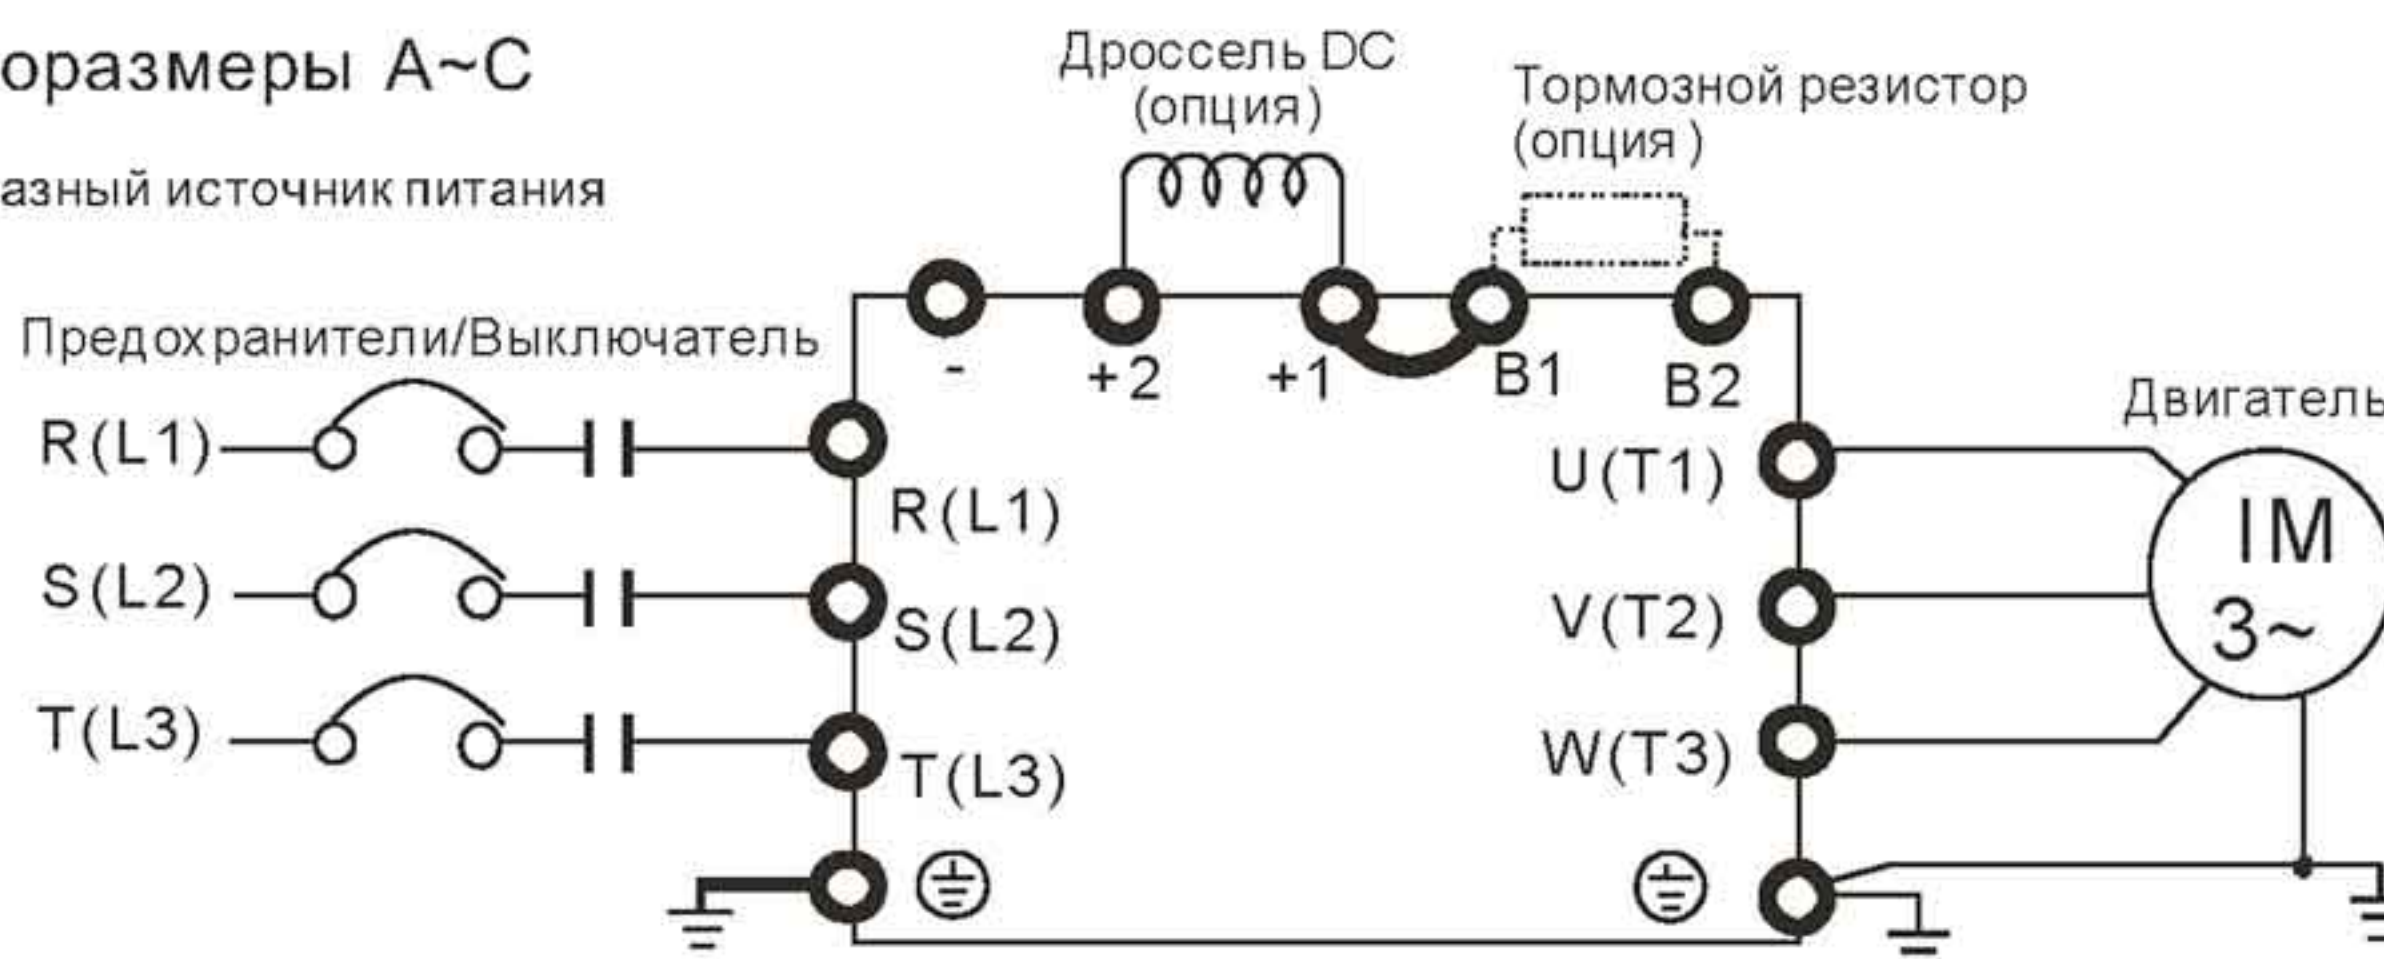 оразмеры A~C
азный источник питания
Дроссель DC
(опция)
Тормозной резистор
(опция)
Предохранители/Выключатель
- +2 +1 B1 B2
Двигатель
R(L1)
S(L2)
T(L3)
R(L1)
S(L2)
T(L3)
U(T1)
V(T2)
W(T3)
IM
3~